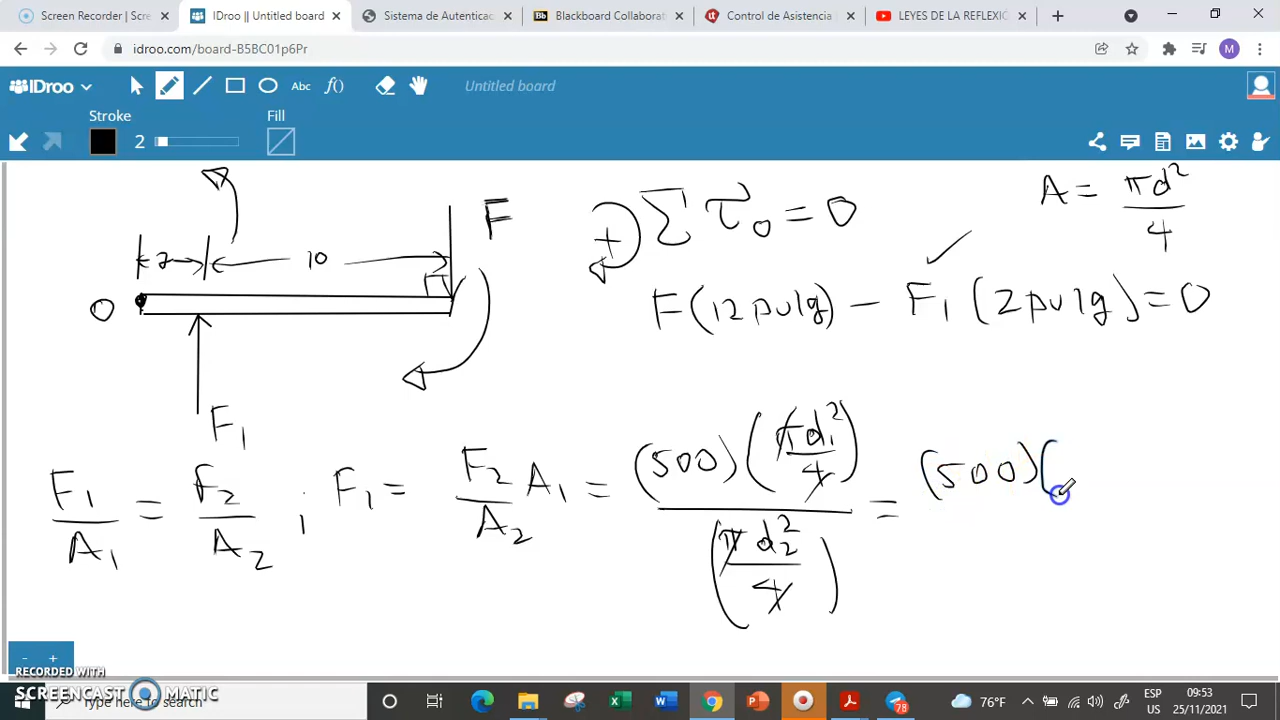 Screen Recorder | Scre
IDroo || Untitled board
Sistema de Autenticac
Blackboard Collaborat
Control de Asistencia
LEYES DE LA REFLEXIÓ
idroo.com/board-B5BC01p6Pr
M
IDroo
Abc
f()
Untitled board
Stroke
Fill
2
A = πd²/4
F
+ Σ τ₀ = 0
2
10
O
F(12 pulg) - F₁ (2 pulg) = 0
F₁
F₁/A₁ = F₂/A₂ ; F₁ = F₂/A₂ A₁ = (500)(πd₁²/4) / (πd₂²/4) = (500)(
- +
RECORDED WITH
SCREENCAST MATIC
Type here to search
78
76°F
ESP
US
09:53
25/11/2021